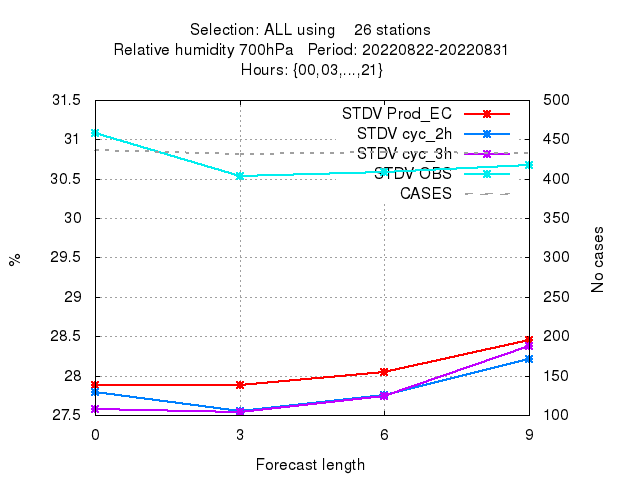 Selection: ALL using    26 stations
Relative humidity 700hPa   Period: 20220822-20220831
Hours: {00,03,...,21}
STDV Prod_EC
STDV cyc_2h
STDV cyc_3h
STDV OBS
CASES
31.5
31
30.5
30
29.5
29
28.5
28
27.5
%
500
450
400
350
300
250
200
150
100
No cases
0 3 6 9
Forecast length